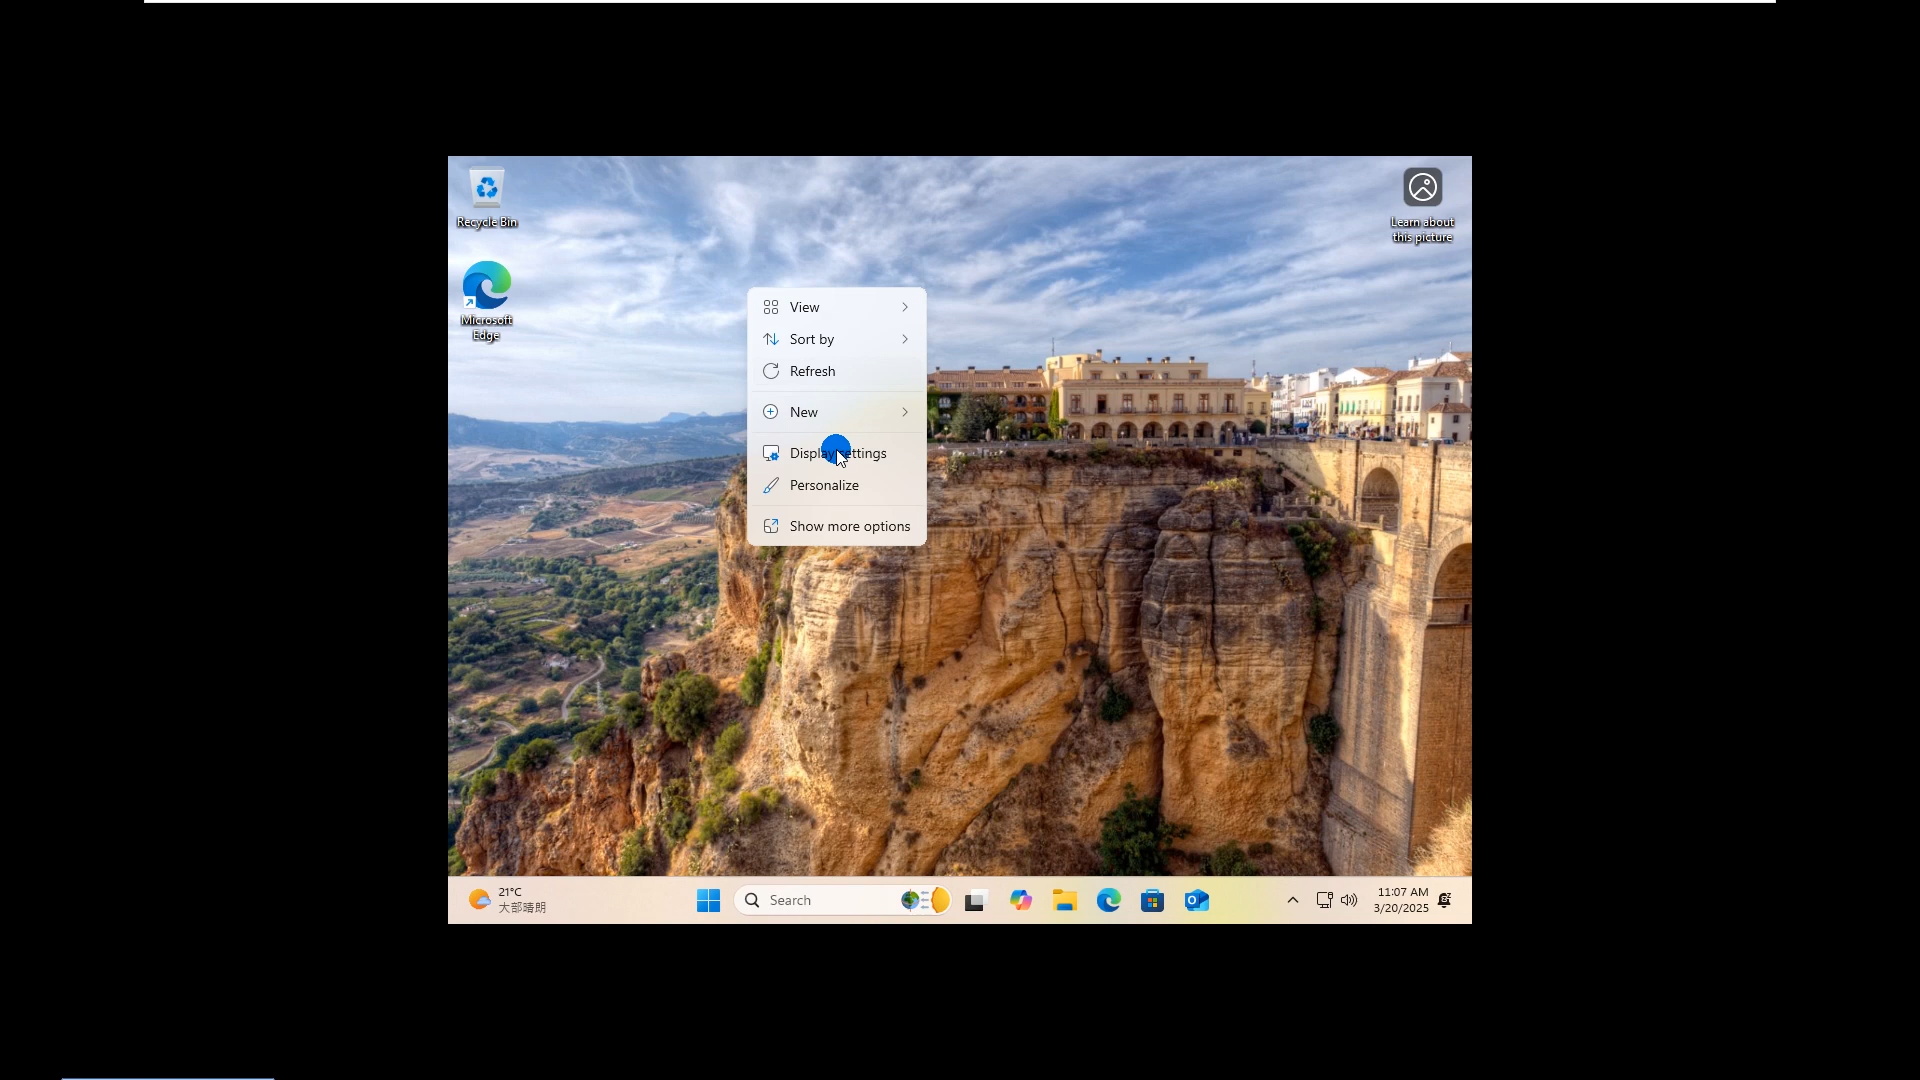 Recycle Bin
Learn about
this picture
Microsoft
Edge
View
Sort by
Refresh
New
Display settings
Personalize
Show more options
21°C
大部晴朗
Search
11:07 AM
3/20/2025